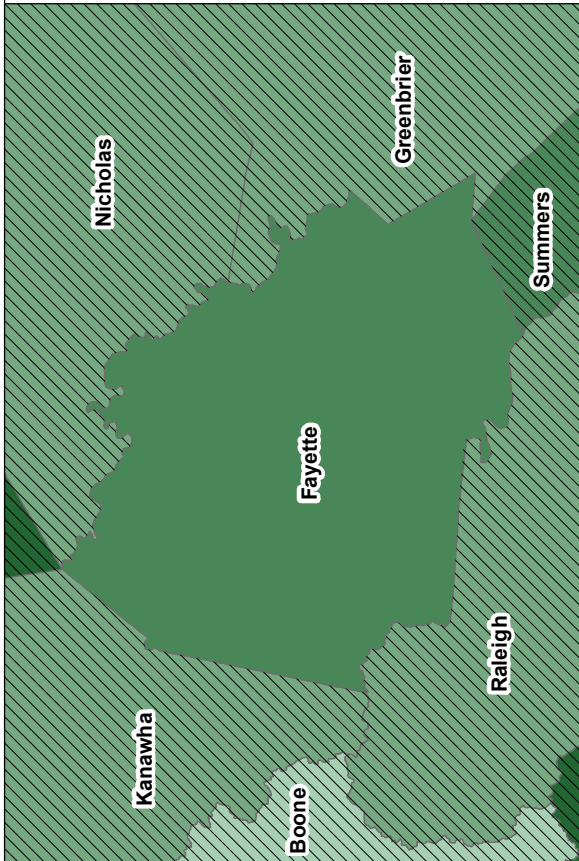 Nicholas
Greenbrier
Summers
Fayette
Kanawha
Raleigh
Boone